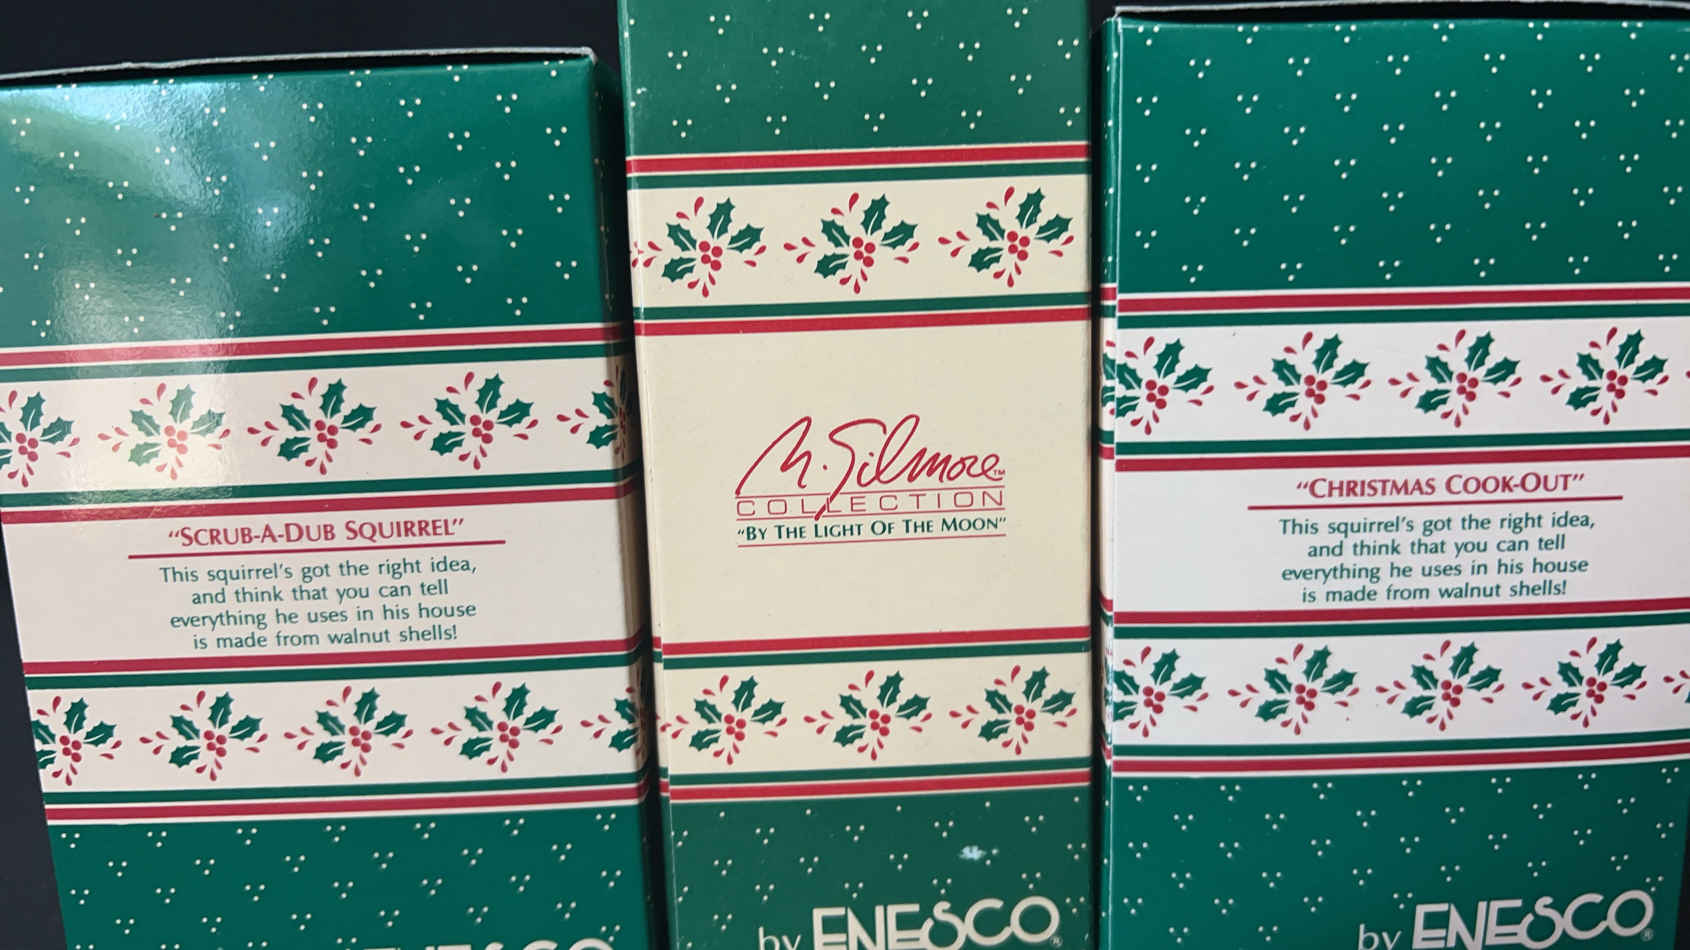 “SCRUB-A-DUB SQUIRREL”
This squirrel's got the right idea,
and think that you can tell
everything he uses in his house
is made from walnut shells!
ENESCO
M. Gilmore™
COLLECTION
“BY THE LIGHT OF THE MOON”
by ENESCO®
“CHRISTMAS COOK-OUT”
This squirrel's got the right idea,
and think that you can tell
everything he uses in his house
is made from walnut shells!
by ENESCO®